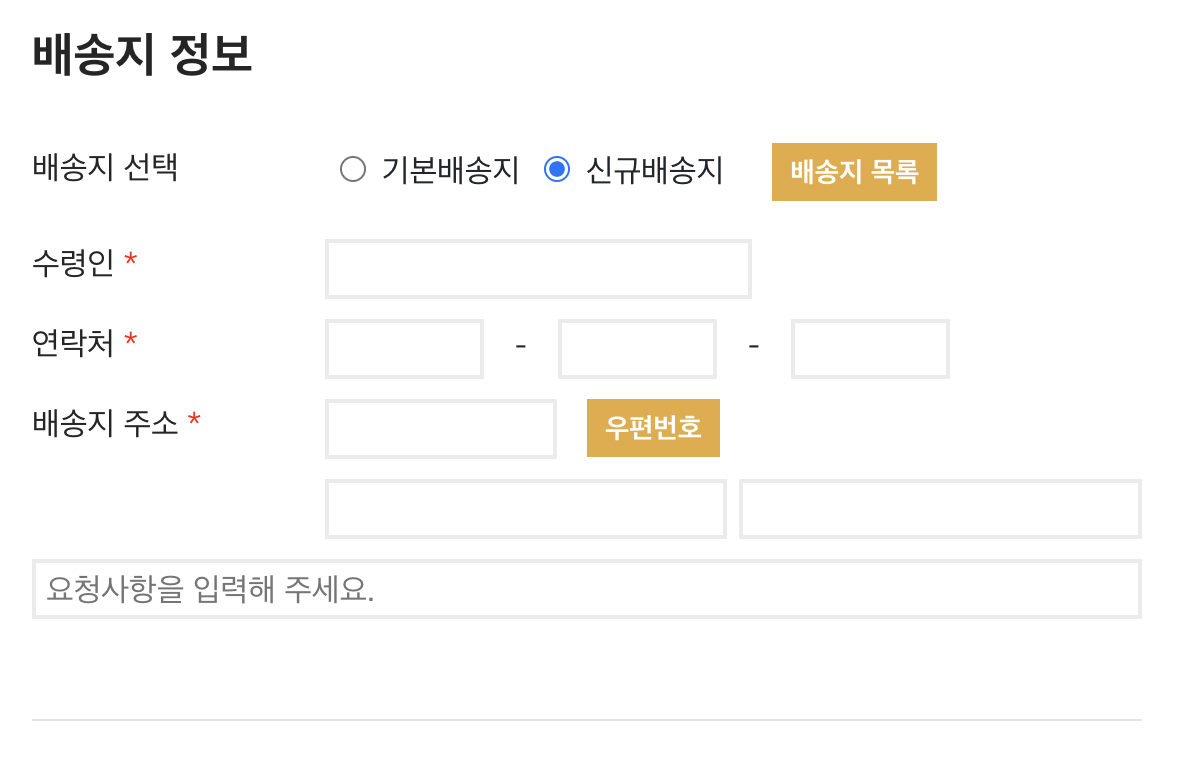 배송지 정보
배송지 선택 기본배송지 신규배송지 배송지 목록
수령인 *
연락처 * - -
배송지 주소 * 우편번호
요청사항을 입력해 주세요.